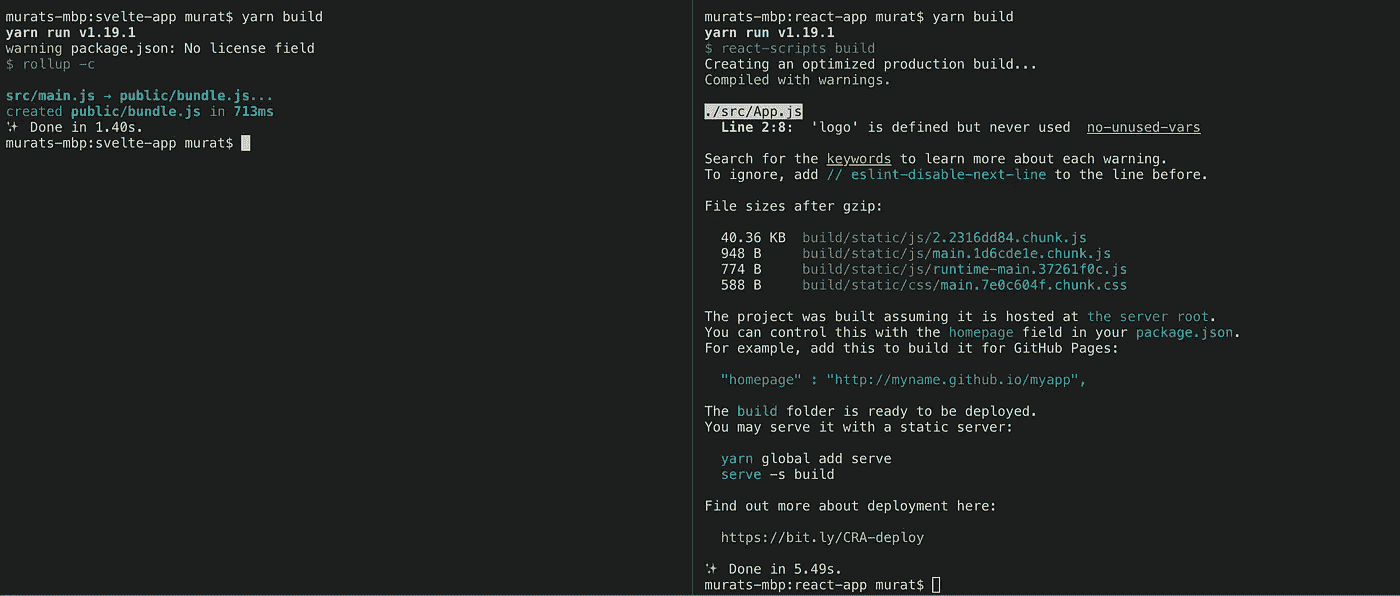 murats-mbp:svelte-app murat$ yarn build
yarn run v1.19.1
warning package.json: No license field
$ rollup -c
src/main.js → public/bundle.js...
created public/bundle.js in 713ms
✨ Done in 1.40s.
murats-mbp:svelte-app murat$
murats-mbp:react-app murat$ yarn build
yarn run v1.19.1
$ react-scripts build
Creating an optimized production build...
Compiled with warnings.
./src/App.js
Line 2:8: 'logo' is defined but never used no-unused-vars
Search for the keywords to learn more about each warning.
To ignore, add // eslint-disable-next-line to the line before.
File sizes after gzip:
40.36 KB build/static/js/2.2316dd84.chunk.js
948 B build/static/js/main.1d6cde1e.chunk.js
774 B build/static/js/runtime-main.37261f0c.js
588 B build/static/css/main.7e0c604f.chunk.css
The project was built assuming it is hosted at the server root.
You can control this with the homepage field in your package.json.
For example, add this to build it for GitHub Pages:
"homepage" : "http://myname.github.io/myapp",
The build folder is ready to be deployed.
You may serve it with a static server:
yarn global add serve
serve -s build
Find out more about deployment here:
https://bit.ly/CRA-deploy
✨ Done in 5.49s.
murats-mbp:react-app murat$